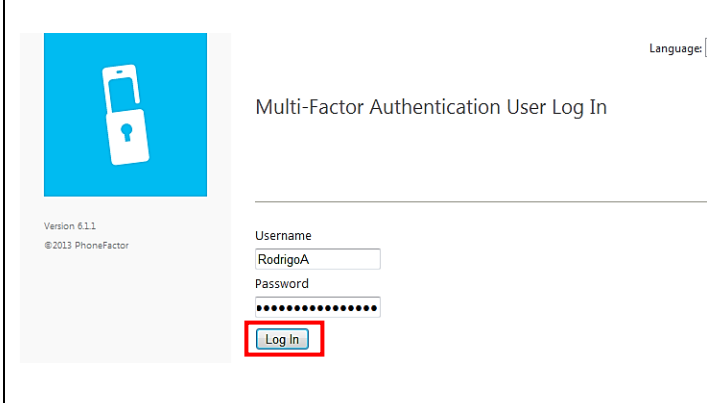 Language:
Multi-Factor Authentication User Log In
Version 6.1.1
©2013 PhoneFactor
Username
RodrigoA
Password
••••••••••••••••
Log In